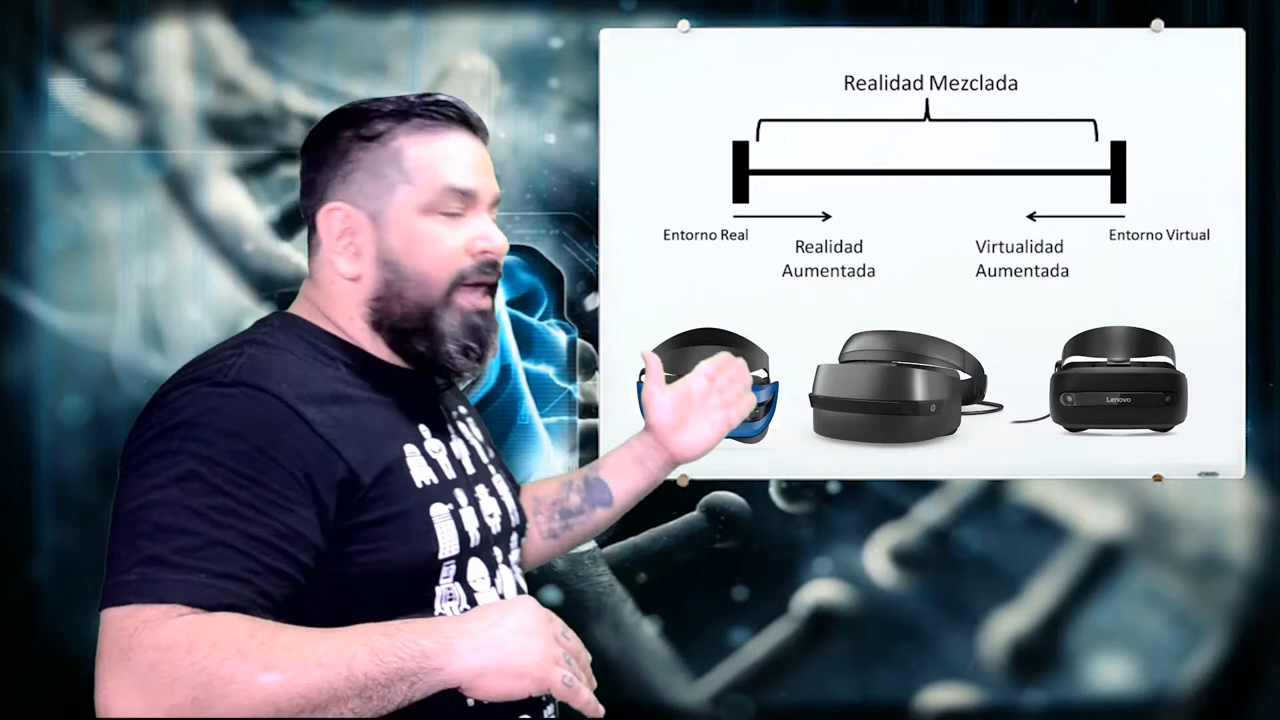 Realidad Mezclada
Entorno Real
Realidad
Aumentada
Virtualidad
Aumentada
Entorno Virtual
Lenovo